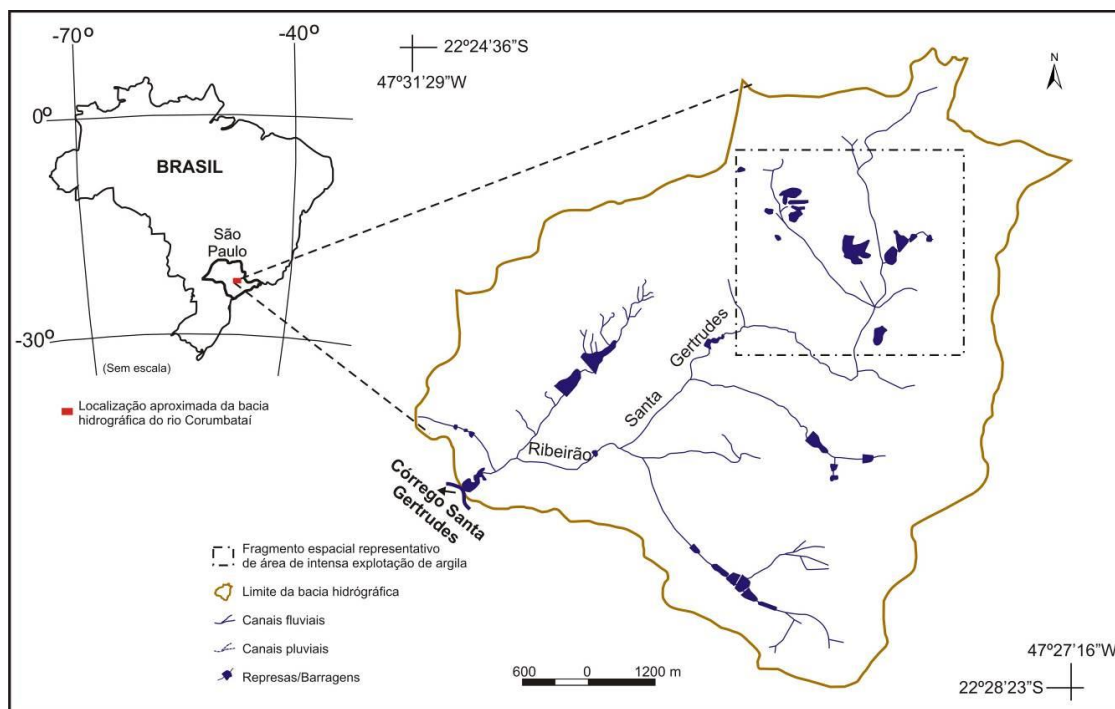 -70º
-40º
22º24'36"S
47º31'29"W
N
0º
BRASIL
São
Paulo
-30º
(Sem escala)
Localização aproximada da bacia
hidrográfica do rio Corumbataí
Gertrudes
Santa
Ribeirão
Córrego Santa
Gertrudes
Fragmento espacial representativo
de área de intensa explotação de argila
Limite da bacia hidrógráfica
Canais fluviais
Canais pluviais
Represas/Barragens
600 0 1200 m
47º27'16"W
22º28'23"S